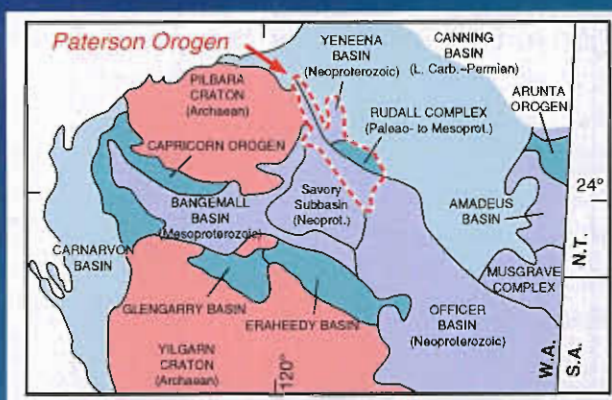 Paterson Orogen
YENEENA
BASIN
(Neoproterozoic)
CANNING
BASIN
(L. Carb.-Permian)
PILBARA
CRATON
(Archaean)
ARUNTA
OROGEN
RUDALL COMPLEX
(Paleao- to Mesoprot.)
CAPRICORN OROGEN
24°
BANGEMALL
BASIN
(Mesoproterozoic)
Savory
Subbasin
(Neoprot.)
AMADEUS
BASIN
CARNARVON
BASIN
N.T.
MUSGRAVE
COMPLEX
GLENGARRY BASIN
ERAHEEDY BASIN
OFFICER
BASIN
(Neoproterozoic)
YILGARN
CRATON
(Archaean)
120°
W.A.
S.A.